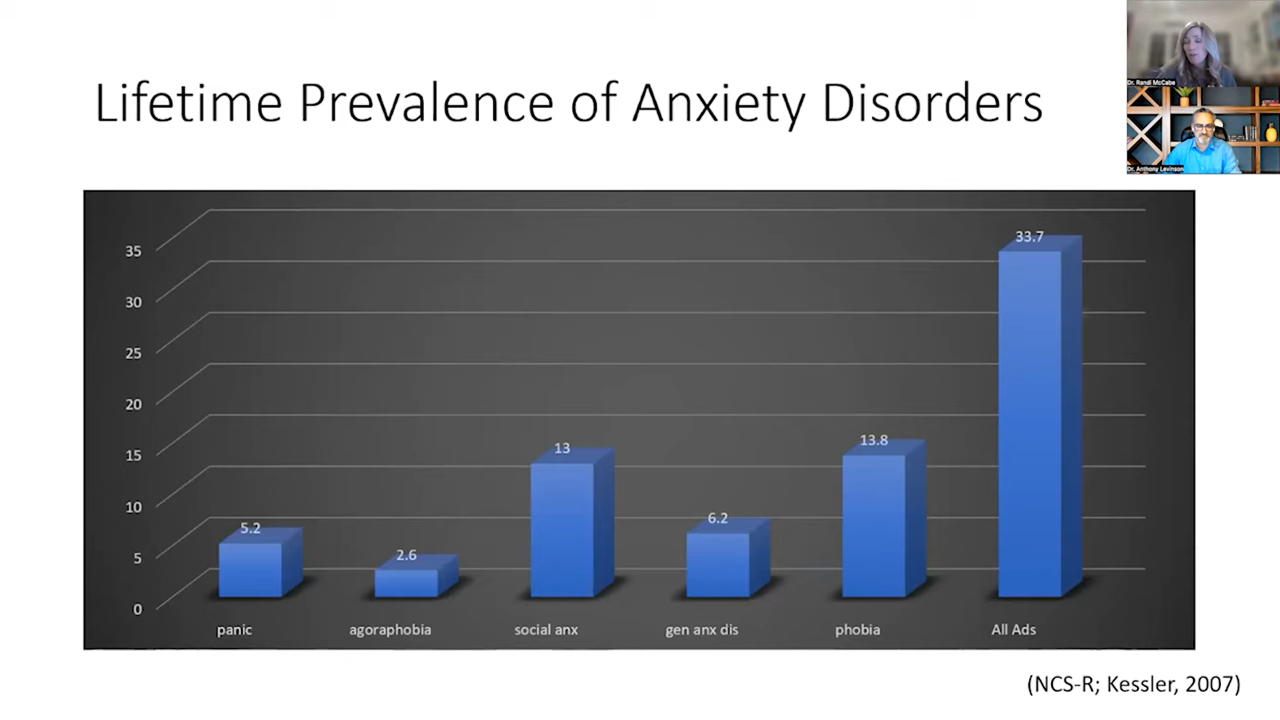 Lifetime Prevalence of Anxiety Disorders
Dr. Randi McCabe
Dr. Anthony Levinson
35
30
25
20
15
10
5
0
5.2
2.6
13
6.2
13.8
33.7
panic
agoraphobia
social anx
gen anx dis
phobia
All Ads
(NCS-R; Kessler, 2007)